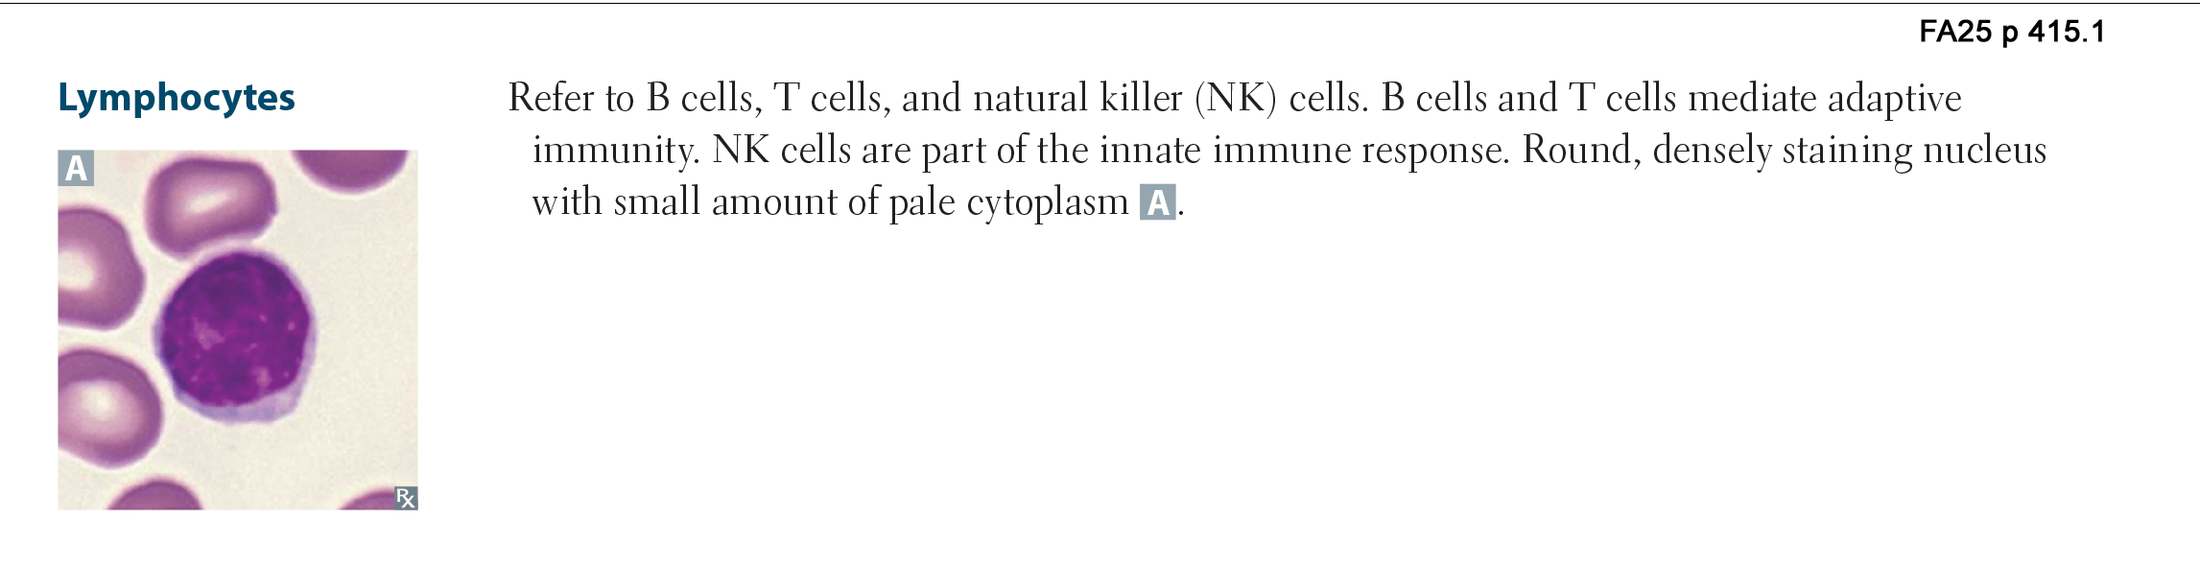 FA25 p 415.1
Lymphocytes
Refer to B cells, T cells, and natural killer (NK) cells. B cells and T cells mediate adaptive
immunity. NK cells are part of the innate immune response. Round, densely staining nucleus
with small amount of pale cytoplasm A.
A
Rx